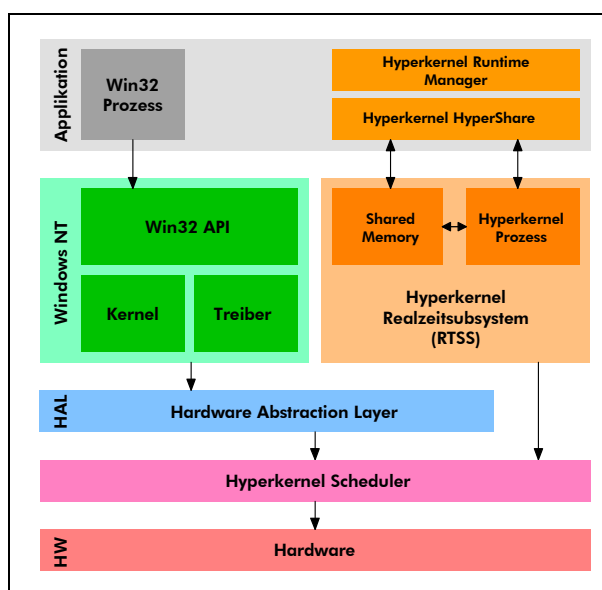 Applikation
Win32
Prozess
Hyperkernel Runtime
Manager
Hyperkernel HyperShare
Windows NT
Win32 API
Kernel
Treiber
Shared
Memory
Hyperkernel
Prozess
Hyperkernel
Realzeitsubsystem
(RTSS)
HAL
Hardware Abstraction Layer
Hyperkernel Scheduler
HW
Hardware